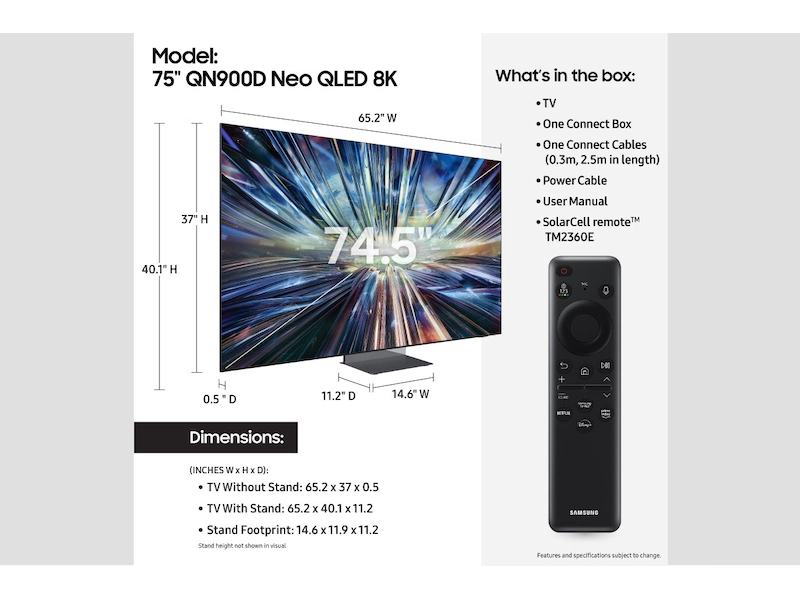 Model:
75" QN900D Neo QLED 8K
65.2" W
37" H
40.1" H
74.5"
0.5 " D
11.2" D
14.6" W
Dimensions:
(INCHES W x H x D):
• TV Without Stand: 65.2 x 37 x 0.5
• TV With Stand: 65.2 x 40.1 x 11.2
• Stand Footprint: 14.6 x 11.9 x 11.2
Stand height not shown in visual
What's in the box:
• TV
• One Connect Box
• One Connect Cables
(0.3m, 2.5m in length)
• Power Cable
• User Manual
• SolarCell remote™
TM2360E
123
NETFLIX
Disney+
SAMSUNG
Features and specifications subject to change.